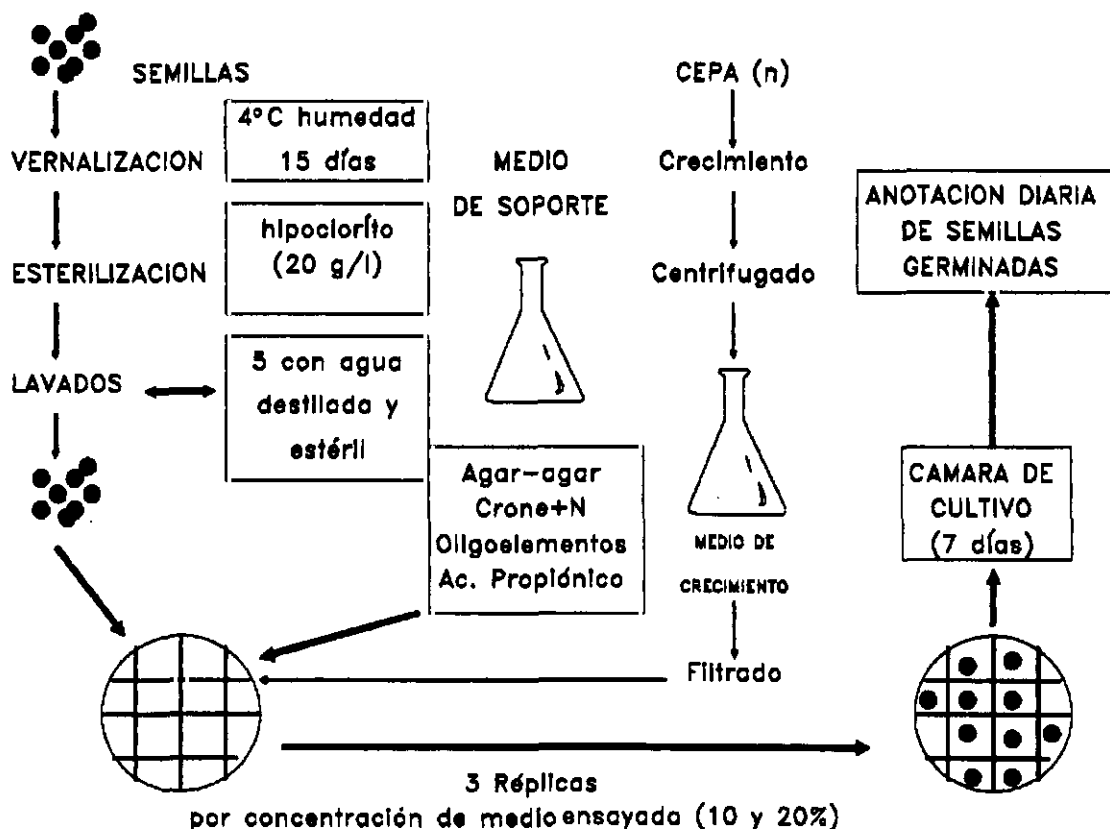 SEMILLAS
VERNALIZACION
4°C humedad
15 días
ESTERILIZACION
hipoclorito
(20 g/l)
LAVADOS
5 con agua
destilada y
estéril
MEDIO
DE SOPORTE
Agar-agar
Crone+N
Oligoelementos
Ac. Propiónico
CEPA (n)
Crecimiento
Centrifugado
MEDIO DE
CRECIMIENTO
Filtrado
ANOTACION DIARIA
DE SEMILLAS
GERMINADAS
CAMARA DE
CULTIVO
(7 días)
3 Réplicas
por concentración de medio ensayada (10 y 20%)